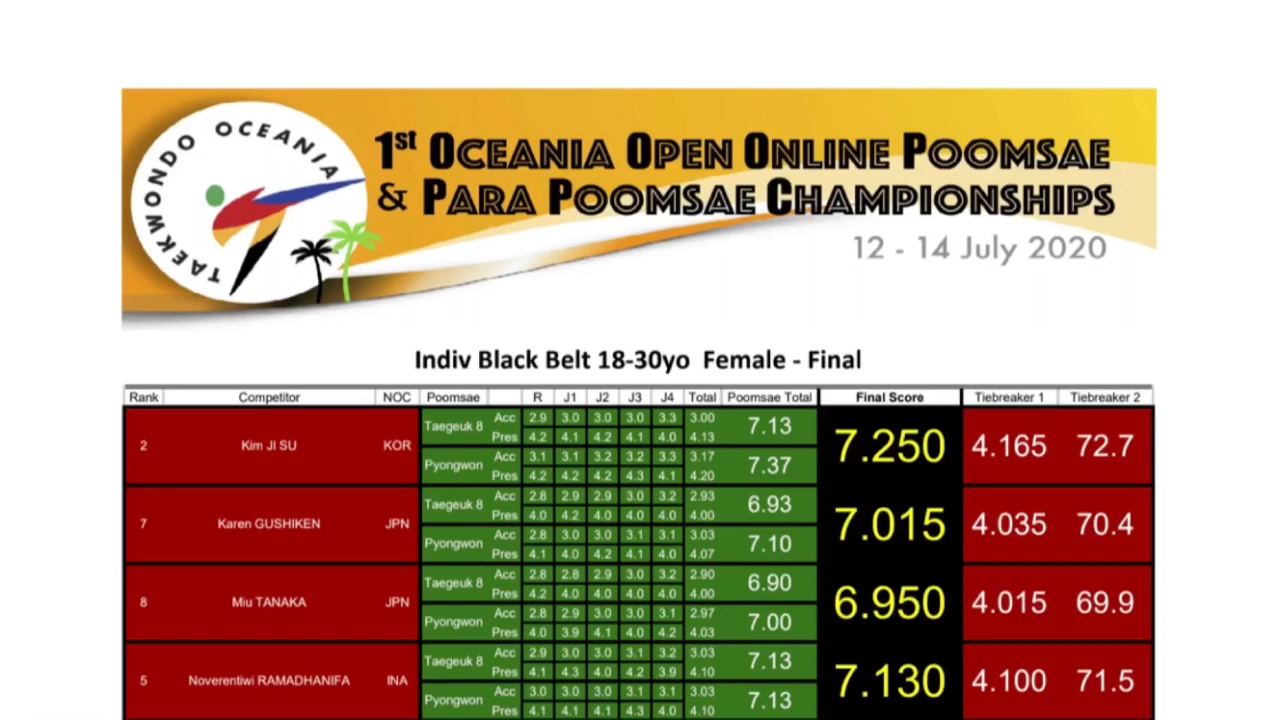 TAEKWONDO OCEANIA
1st OCEANIA OPEN ONLINE POOMSAE
& PARA POOMSAE CHAMPIONSHIPS
12 - 14 July 2020
Indiv Black Belt 18-30yo Female - Final
Rank Competitor NOC Poomsae R J1 J2 J3 J4 Total Poomsae Total Final Score Tiebreaker 1 Tiebreaker 2
2 Kim JI SU KOR Taegeuk 8 Acc 2.9 3.0 3.0 3.0 3.3 3.00 7.13 7.250 4.165 72.7
Pres 4.2 4.1 4.2 4.1 4.0 4.13
Pyongwon Acc 3.1 3.1 3.2 3.2 3.3 3.17 7.37
Pres 4.2 4.2 4.2 4.3 4.1 4.20
7 Karen GUSHIKEN JPN Taegeuk 8 Acc 2.8 2.9 2.9 3.0 3.2 2.93 6.93 7.015 4.035 70.4
Pres 4.0 4.2 4.0 4.0 4.0 4.00
Pyongwon Acc 2.8 3.0 3.0 3.1 3.1 3.03 7.10
Pres 4.1 4.0 4.2 4.1 4.0 4.07
8 Miu TANAKA JPN Taegeuk 8 Acc 2.8 2.8 2.9 3.0 3.2 2.90 6.90 6.950 4.015 69.9
Pres 4.2 4.0 4.0 4.0 4.0 4.00
Pyongwon Acc 2.8 2.9 3.0 3.0 3.1 2.97 7.00
Pres 4.0 3.9 4.1 4.0 4.2 4.03
5 Noverentiwi RAMADHANIFA INA Taegeuk 8 Acc 2.9 3.0 3.0 3.1 3.2 3.03 7.13 7.130 4.100 71.5
Pres 4.1 4.3 4.0 4.2 3.9 4.10
Pyongwon Acc 3.0 3.0 3.0 3.1 3.1 3.03 7.13
Pres 4.1 4.1 4.1 4.3 4.0 4.10